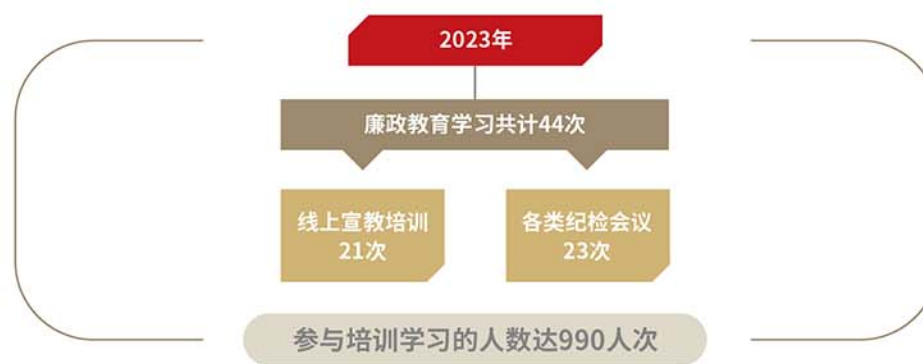 2023年
廉政教育学习共计44次
线上宣教培训
21次
各类纪检会议
23次
参与培训学习的人数达990人次